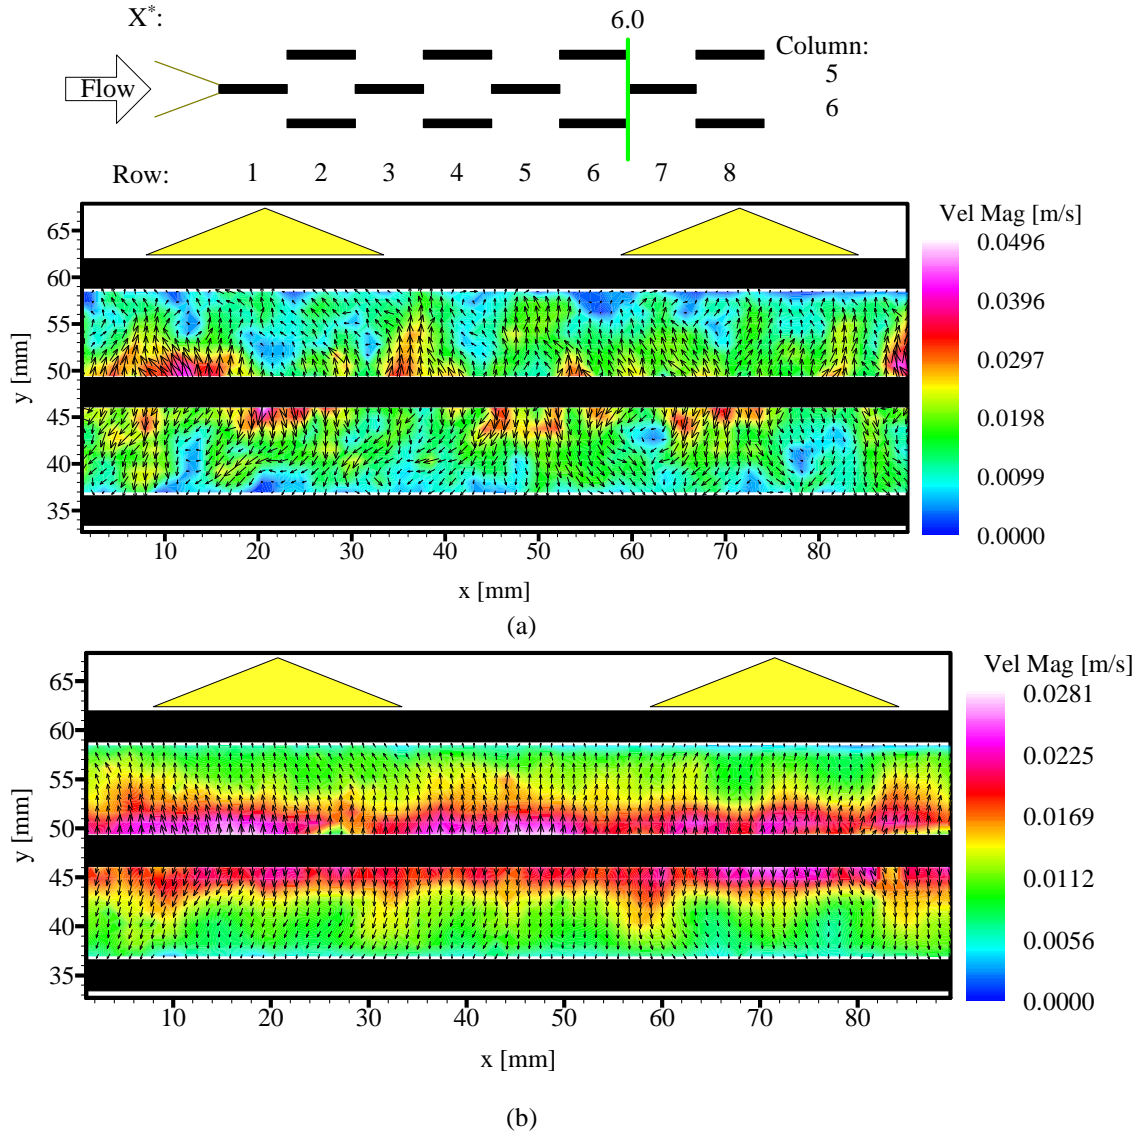 X*: 6.0
Column:
Flow 5
6
Row: 1 2 3 4 5 6 7 8
Vel Mag [m/s]
65
60
55
50
45
40
35
y [mm]
0.0496
0.0396
0.0297
0.0198
0.0099
0.0000
10 20 30 40 50 60 70 80
x [mm]
(a)
Vel Mag [m/s]
65
60
55
50
45
40
35
y [mm]
0.0281
0.0225
0.0169
0.0112
0.0056
0.0000
10 20 30 40 50 60 70 80
x [mm]
(b)